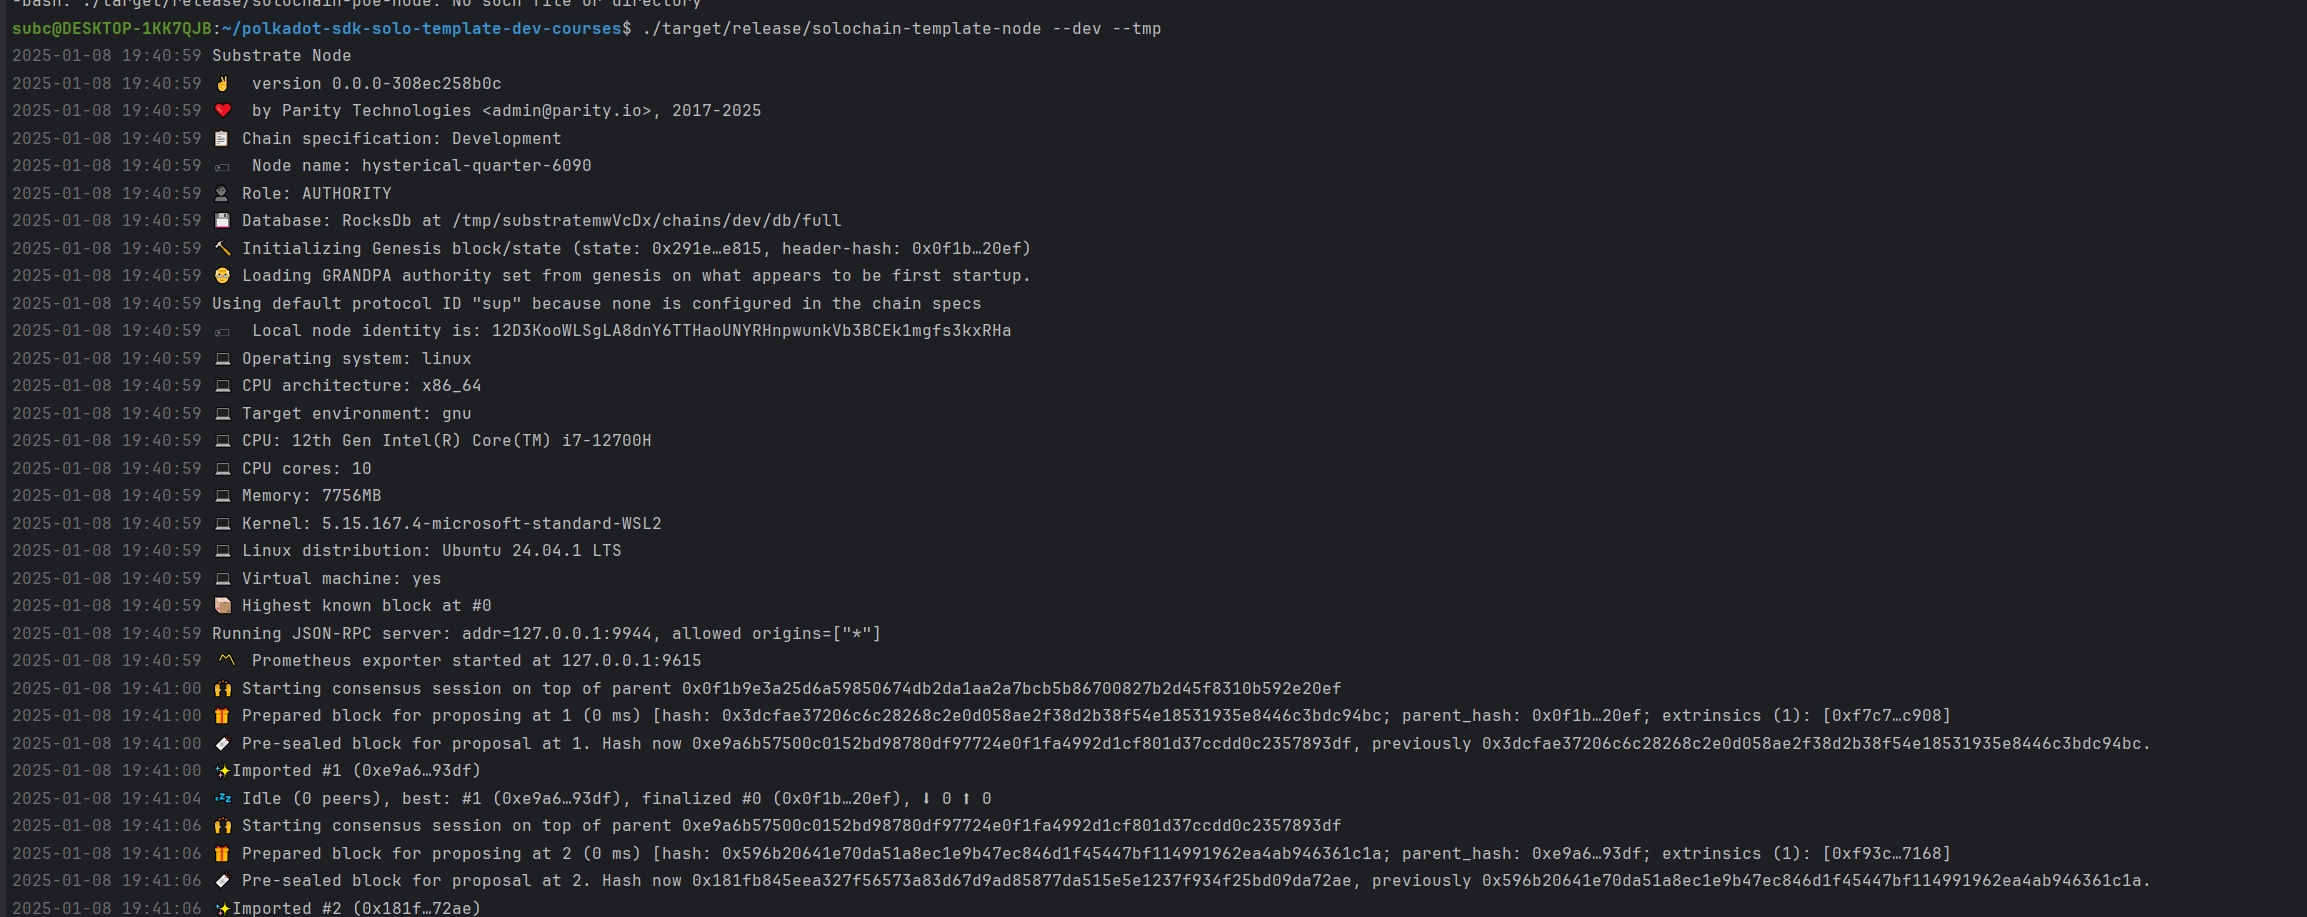 -bash: ./target/release/solochain-poe-node: No such file or directory
subc@DESKTOP-1KK7QJB:~/polkadot-sdk-solo-template-dev-courses$ ./target/release/solochain-template-node --dev --tmp
2025-01-08 19:40:59 Substrate Node
2025-01-08 19:40:59 ✌️  version 0.0.0-308ec258b0c
2025-01-08 19:40:59 ❤️  by Parity Technologies <admin@parity.io>, 2017-2025
2025-01-08 19:40:59 📋 Chain specification: Development
2025-01-08 19:40:59 🏷  Node name: hysterical-quarter-6090
2025-01-08 19:40:59 👤 Role: AUTHORITY
2025-01-08 19:40:59 💾 Database: RocksDb at /tmp/substratemwVcDx/chains/dev/db/full
2025-01-08 19:40:59 🔨 Initializing Genesis block/state (state: 0x291e…e815, header-hash: 0x0f1b…20ef)
2025-01-08 19:40:59 👴 Loading GRANDPA authority set from genesis on what appears to be first startup.
2025-01-08 19:40:59 Using default protocol ID "sup" because none is configured in the chain specs
2025-01-08 19:40:59 🏷  Local node identity is: 12D3KooWLSgLA8dnY6TTHaoUNYRHnpwunkVb3BCEk1mgfs3kxRHa
2025-01-08 19:40:59 💻 Operating system: linux
2025-01-08 19:40:59 💻 CPU architecture: x86_64
2025-01-08 19:40:59 💻 Target environment: gnu
2025-01-08 19:40:59 💻 CPU: 12th Gen Intel(R) Core(TM) i7-12700H
2025-01-08 19:40:59 💻 CPU cores: 10
2025-01-08 19:40:59 💻 Memory: 7756MB
2025-01-08 19:40:59 💻 Kernel: 5.15.167.4-microsoft-standard-WSL2
2025-01-08 19:40:59 💻 Linux distribution: Ubuntu 24.04.1 LTS
2025-01-08 19:40:59 💻 Virtual machine: yes
2025-01-08 19:40:59 📦 Highest known block at #0
2025-01-08 19:40:59 Running JSON-RPC server: addr=127.0.0.1:9944, allowed origins=["*"]
2025-01-08 19:40:59 〽️  Prometheus exporter started at 127.0.0.1:9615
2025-01-08 19:41:00 🙌 Starting consensus session on top of parent 0x0f1b9e3a25d6a59850674db2da1aa2a7bcb5b86700827b2d45f8310b592e20ef
2025-01-08 19:41:00 🎁 Prepared block for proposing at 1 (0 ms) [hash: 0x3dcfae37206c6c28268c2e0d058ae2f38d2b38f54e18531935e8446c3bdc94bc; parent_hash: 0x0f1b…20ef; extrinsics (1): [0xf7c7…c908]
2025-01-08 19:41:00 🔖 Pre-sealed block for proposal at 1. Hash now 0xe9a6b57500c0152bd98780df97724e0f1fa4992d1cf801d37ccdd0c2357893df, previously 0x3dcfae37206c6c28268c2e0d058ae2f38d2b38f54e18531935e8446c3bdc94bc.
2025-01-08 19:41:00 ✨Imported #1 (0xe9a6…93df)
2025-01-08 19:41:04 💤 Idle (0 peers), best: #1 (0xe9a6…93df), finalized #0 (0x0f1b…20ef), ⬇ 0 ⬆ 0
2025-01-08 19:41:06 🙌 Starting consensus session on top of parent 0xe9a6b57500c0152bd98780df97724e0f1fa4992d1cf801d37ccdd0c2357893df
2025-01-08 19:41:06 🎁 Prepared block for proposing at 2 (0 ms) [hash: 0x596b20641e70da51a8ec1e9b47ec846d1f45447bf114991962ea4ab946361c1a; parent_hash: 0xe9a6…93df; extrinsics (1): [0xf93c…7168]
2025-01-08 19:41:06 🔖 Pre-sealed block for proposal at 2. Hash now 0x181fb845eea327f56573a83d67d9ad85877da515e5e1237f934f25bd09da72ae, previously 0x596b20641e70da51a8ec1e9b47ec846d1f45447bf114991962ea4ab946361c1a.
2025-01-08 19:41:06 ✨Imported #2 (0x181f…72ae)